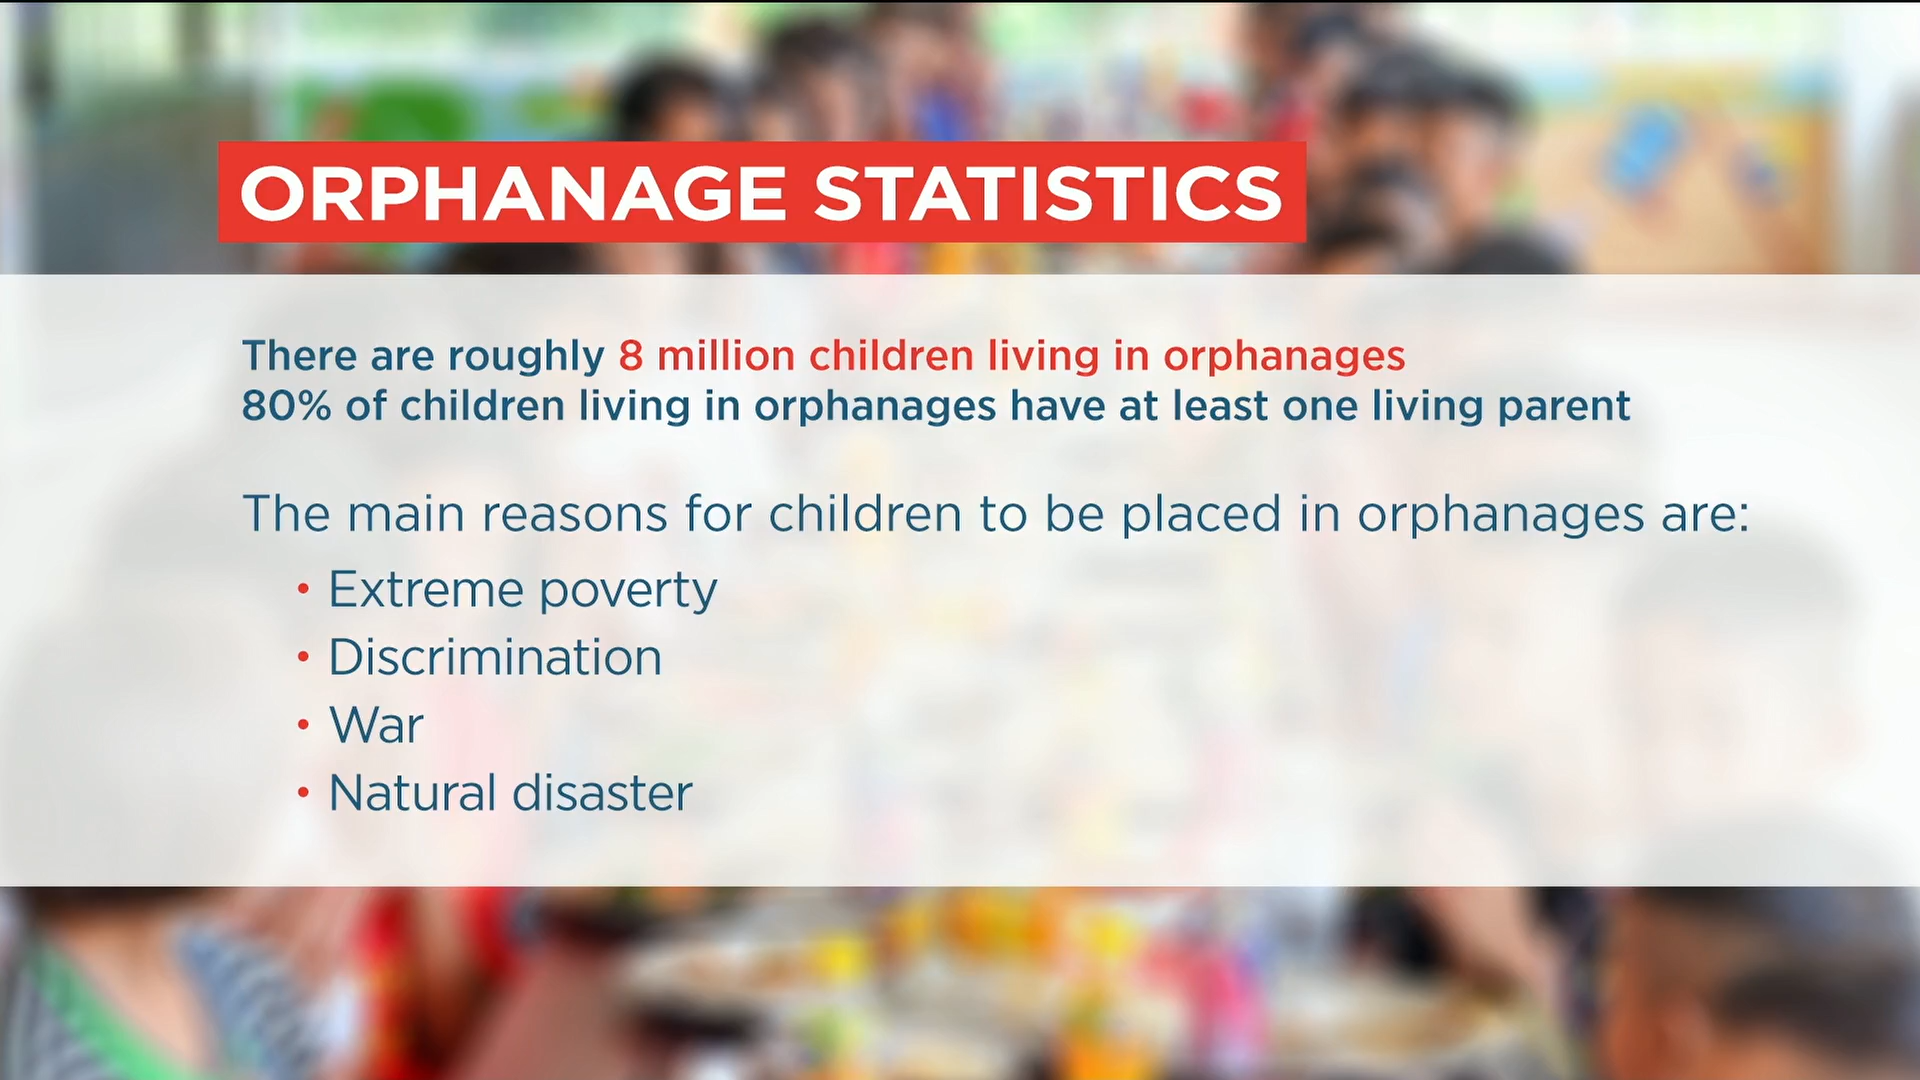 ORPHANAGE STATISTICS
There are roughly 8 million children living in orphanages
80% of children living in orphanages have at least one living parent
The main reasons for children to be placed in orphanages are:
• Extreme poverty
• Discrimination
• War
• Natural disaster